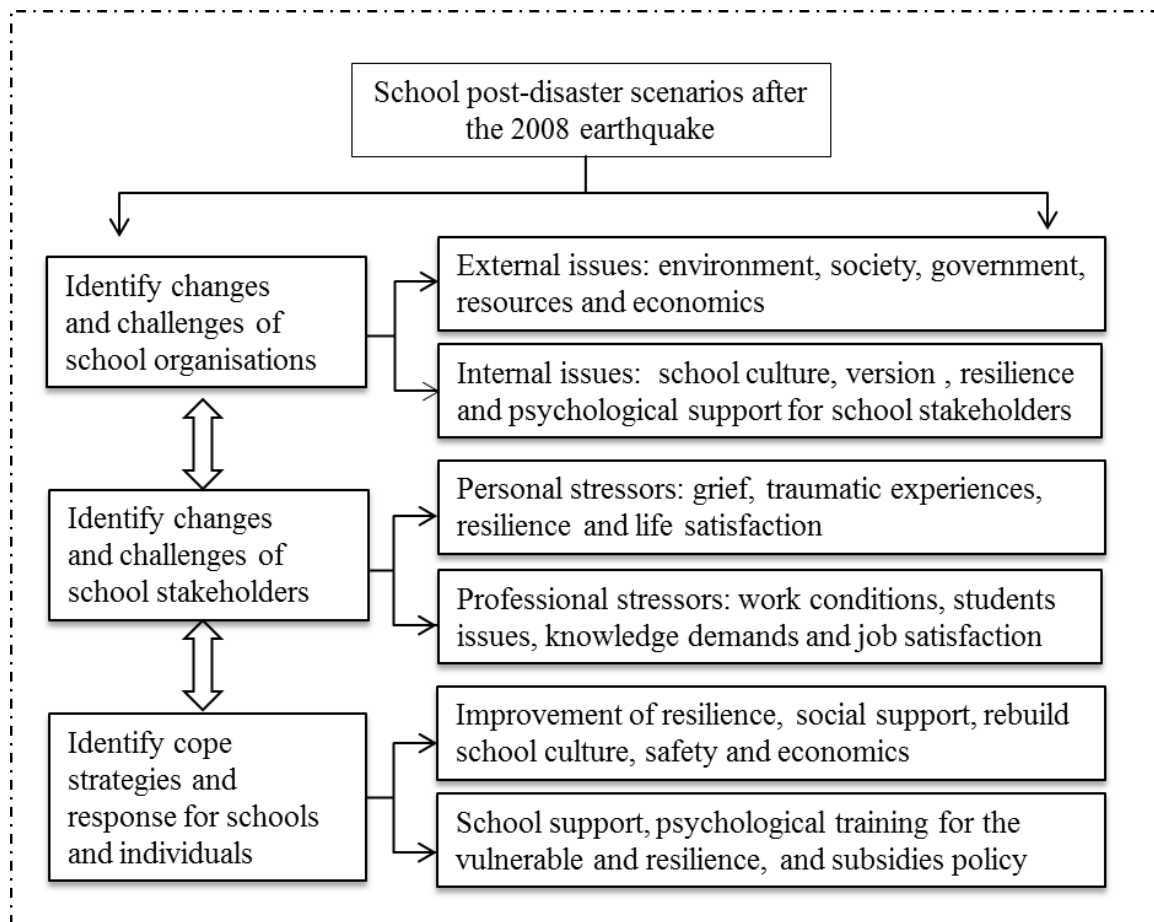 School post-disaster scenarios after
the 2008 earthquake
Identify changes
and challenges of
school organisations
External issues: environment, society, government,
resources and economics
Internal issues: school culture, version , resilience
and psychological support for school stakeholders
Identify changes
and challenges of
school stakeholders
Personal stressors: grief, traumatic experiences,
resilience and life satisfaction
Professional stressors: work conditions, students
issues, knowledge demands and job satisfaction
Identify cope
strategies and
response for schools
and individuals
Improvement of resilience, social support, rebuild
school culture, safety and economics
School support, psychological training for the
vulnerable and resilience, and subsidies policy